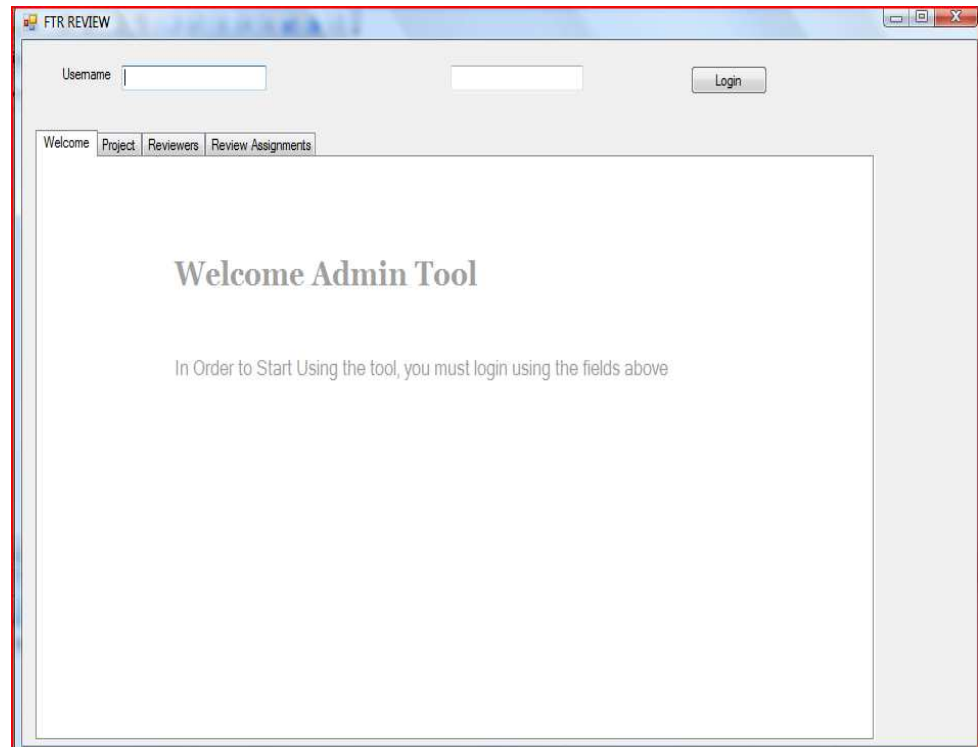 FTR REVIEW
Username
Login
Welcome Project Reviewers Review Assignments
Welcome Admin Tool
In Order to Start Using the tool, you must login using the fields above